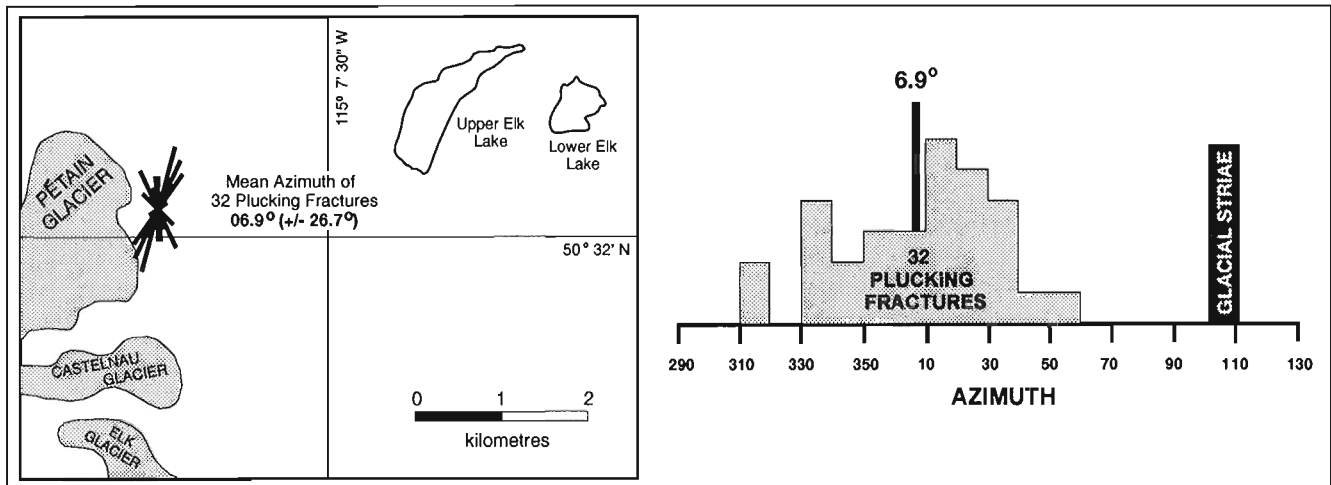 115° 7' 30" W
Upper Elk
Lake
Lower Elk
Lake
PÉTAIN
GLACIER
Mean Azimuth of
32 Plucking Fractures
06.9° (+/- 26.7°)
50° 32' N
CASTELNAU
GLACIER
ELK
GLACIER
0 1 2
kilometres
6.9°
32
PLUCKING
FRACTURES
GLACIAL STRIAE
290 310 330 350 10 30 50 70 90 110 130
AZIMUTH